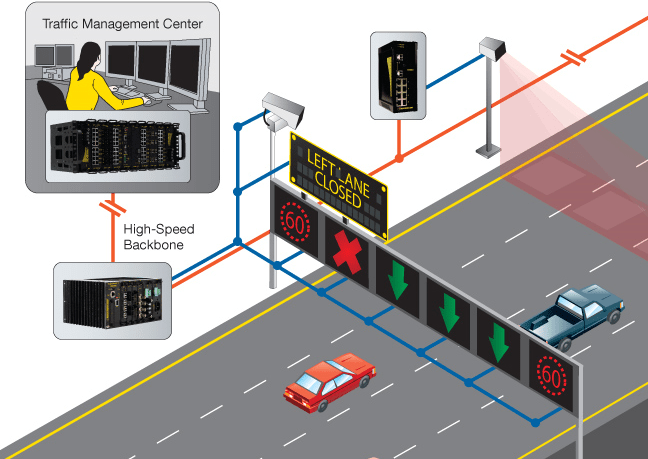 Traffic Management Center
High-Speed
Backbone
LEFT LANE
CLOSED
60
60